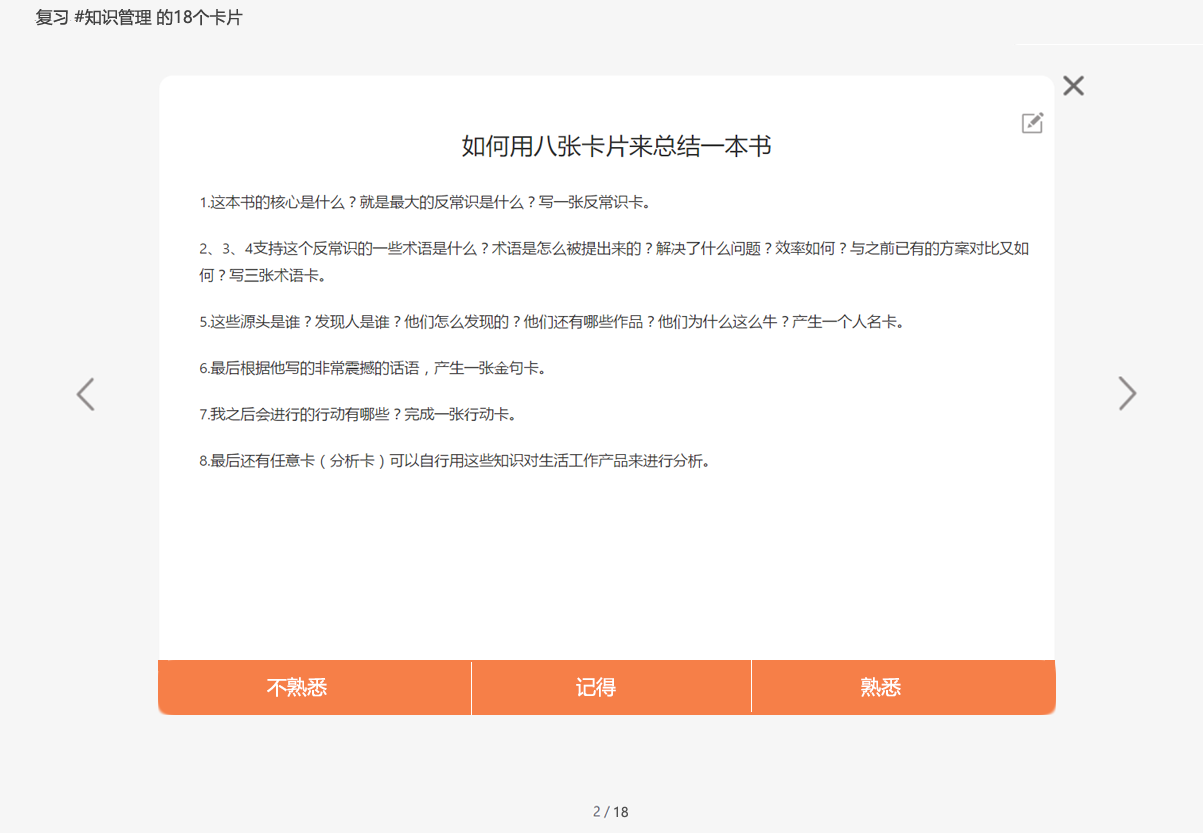 复习 #知识管理 的18个卡片
如何用八张卡片来总结一本书
1.这本书的核心是什么？就是最大的反常识是什么？写一张反常识卡。
2、3、4支持这个反常识的一些术语是什么？术语是怎么被提出来的？解决了什么问题？效率如何？与之前已有的方案对比又如
何？写三张术语卡。
5.这些源头是谁？发现人是谁？他们怎么发现的？他们还有哪些作品？他们为什么这么牛？产生一个人名卡。
6.最后根据他写的非常震撼的话语，产生一张金句卡。
7.我之后会进行的行动有哪些？完成一张行动卡。
8.最后还有任意卡（分析卡）可以自行用这些知识对生活工作产品来进行分析。
不熟悉
记得
熟悉
2 / 18